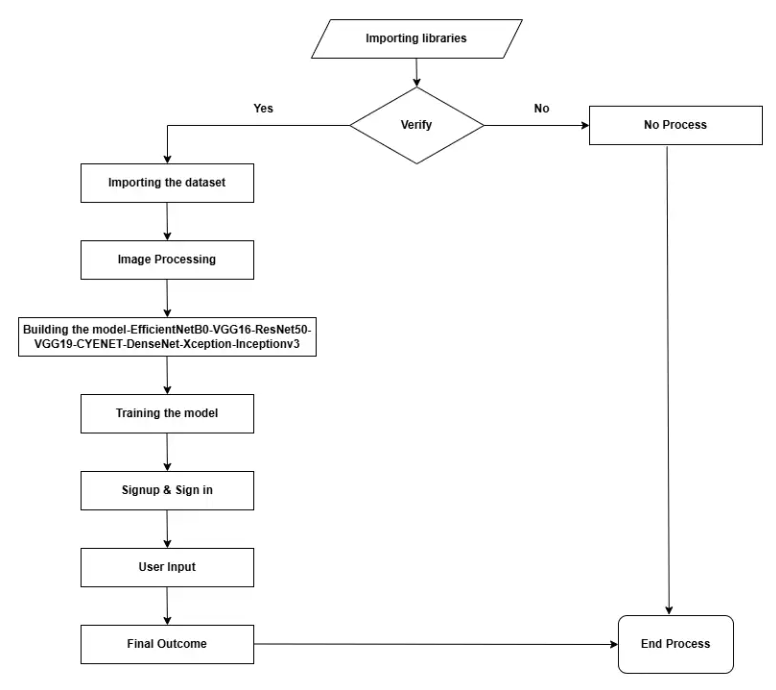 Importing libraries
Yes
Verify
No
No Process
Importing the dataset
Image Processing
Building the model-EfficientNetB0-VGG16-ResNet50-
VGG19-CYENET-DenseNet-Xception-Inceptionv3
Training the model
Signup & Sign in
User Input
Final Outcome
End Process